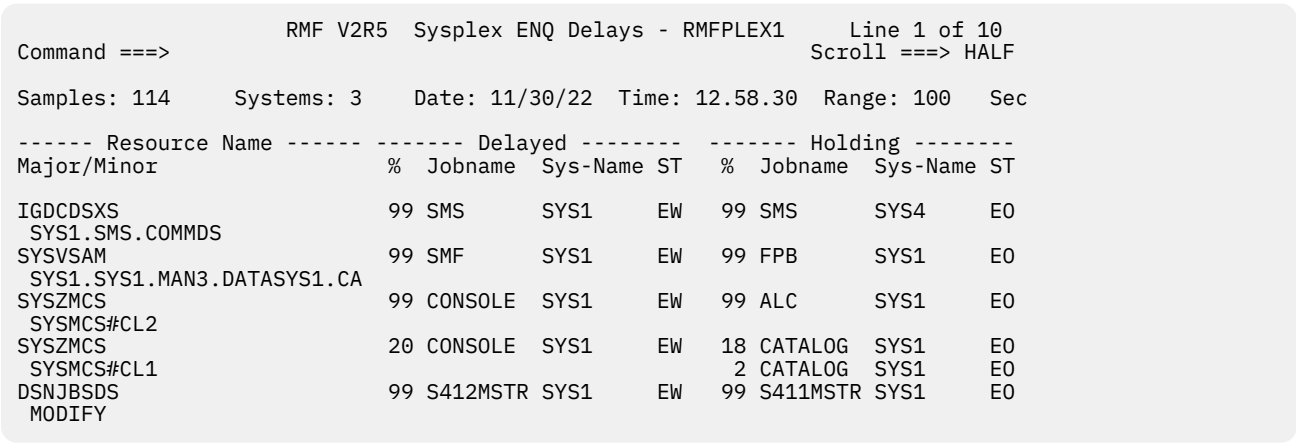 RMF V2R5 Sysplex ENQ Delays - RMFPLEX1 Line 1 of 10
Command ===> Scroll ===> HALF
Samples: 114 Systems: 3 Date: 11/30/22 Time: 12.58.30 Range: 100 Sec
------ Resource Name ------ ------- Delayed -------- ------- Holding --------
Major/Minor % Jobname Sys-Name ST % Jobname Sys-Name ST
IGDCDSXS 99 SMS SYS1 EW 99 SMS SYS4 EO
SYS1.SMS.COMMDS
SYSVSAM 99 SMF SYS1 EW 99 FPB SYS1 EO
SYS1.SYS1.MAN3.DATASYS1.CA
SYSZMCS 99 CONSOLE SYS1 EW 99 ALC SYS1 EO
SYSMCS#CL2
SYSZMCS 20 CONSOLE SYS1 EW 18 CATALOG SYS1 EO
SYSMCS#CL1 2 CATALOG SYS1 EO
DSNJBSDS 99 S412MSTR SYS1 EW 99 S411MSTR SYS1 EO
MODIFY